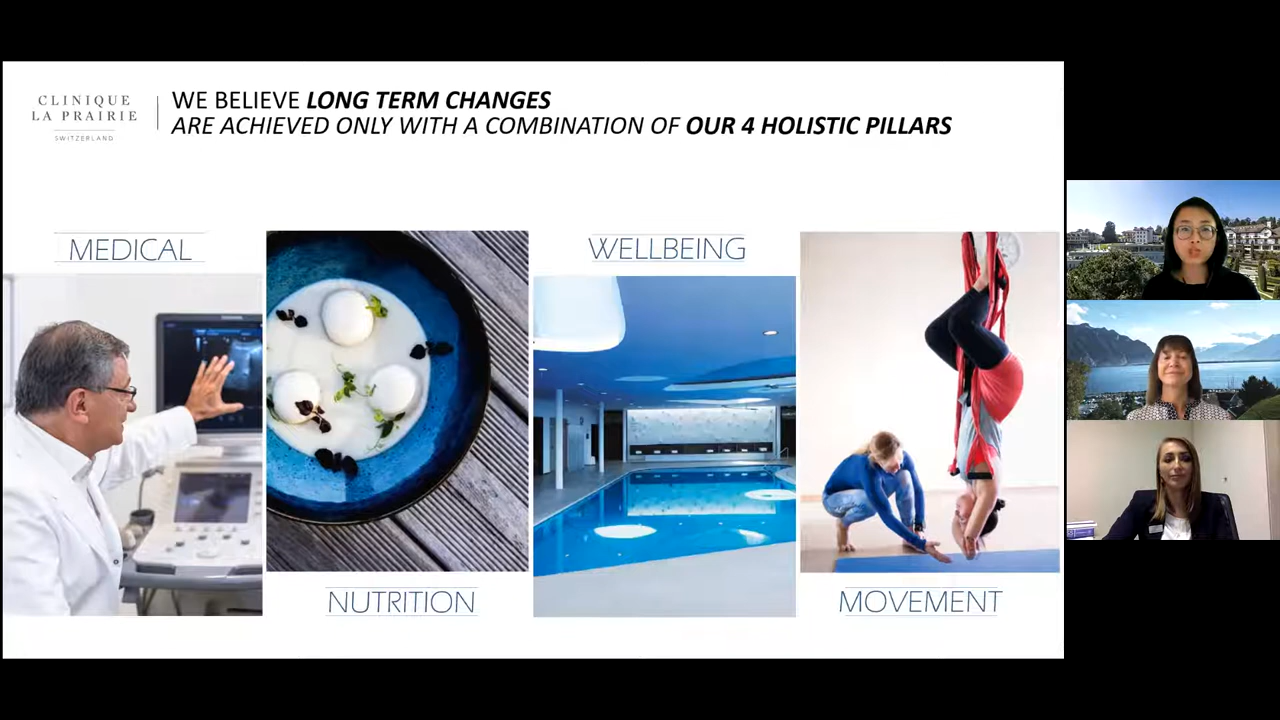 CLINIQUE
LA PRAIRIE
SWITZERLAND
WE BELIEVE LONG TERM CHANGES
ARE ACHIEVED ONLY WITH A COMBINATION OF OUR 4 HOLISTIC PILLARS
MEDICAL
NUTRITION
WELLBEING
MOVEMENT